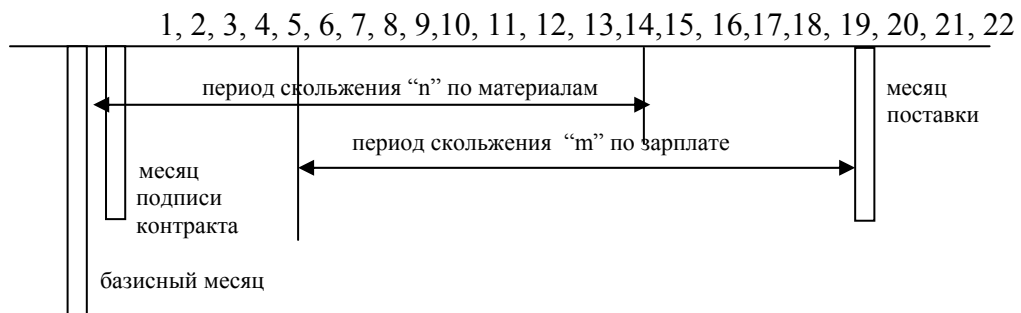 1, 2, 3, 4, 5, 6, 7, 8, 9,10, 11, 12, 13,14, 15, 16,17,18, 19, 20, 21, 22
период скольжения “n” по материалам
месяц
поставки
период скольжения “m” по зарплате
месяц
подписи
контракта
базисный месяц